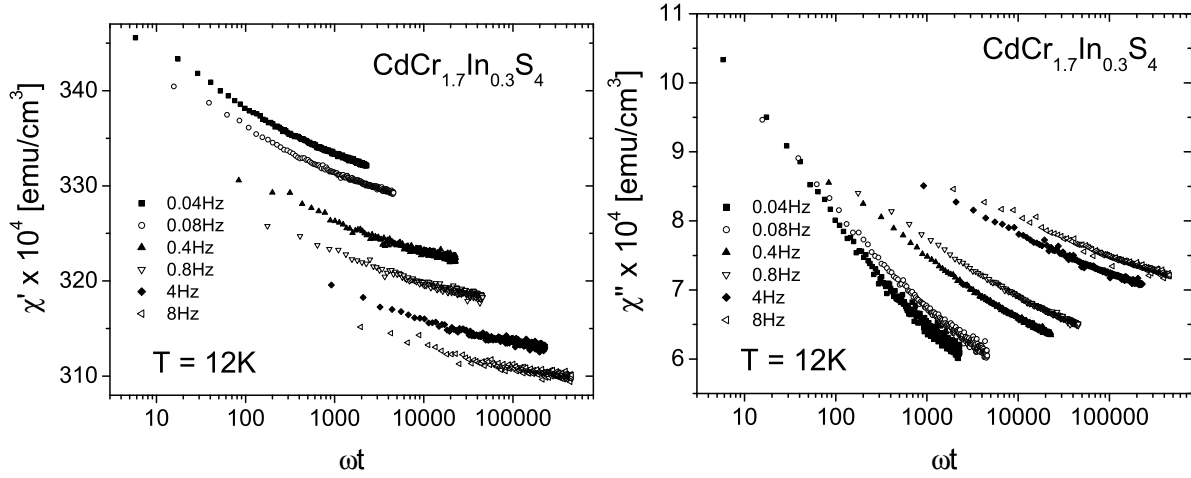 CdCr1.7In0.3S4
340
330
320
310
χ' x 10^4 [emu/cm^3]
0.04Hz
0.08Hz
0.4Hz
0.8Hz
4Hz
8Hz
T = 12K
10 100 1000 10000 100000
ωt
CdCr1.7In0.3S4
11
10
9
8
7
6
χ'' x 10^4 [emu/cm^3]
0.04Hz
0.08Hz
0.4Hz
0.8Hz
4Hz
8Hz
T = 12K
10 100 1000 10000 100000
ωt